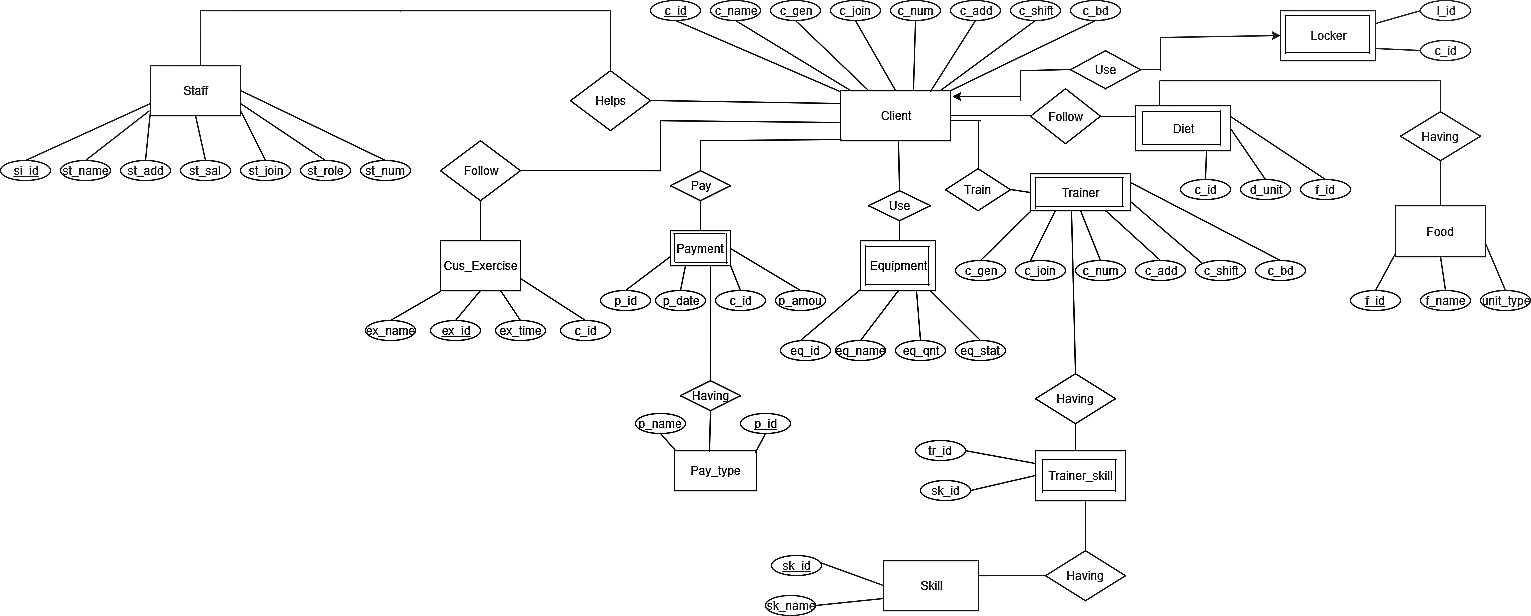 c_id c_name c_gen c_join c_num c_add c_shift c_bd
l_id
Locker
c_id
Use
Staff
Helps
Client
Follow
Diet
Having
si_id st_name st_add st_sal st_join st_role st_num
Follow
Pay
Use
Train
Trainer
c_id d_unit f_id
Food
Cus_Exercise
Payment
Equipment
c_gen c_join c_num c_add c_shift c_bd
p_id p_date c_id p_amou
f_id f_name unit_type
ex_name ex_id ex_time c_id
eq_id eq_name eq_qnt eq_stat
Having
Having
p_name p_id
Pay_type
tr_id
Trainer_skill
sk_id
sk_id
Skill
Having
sk_name